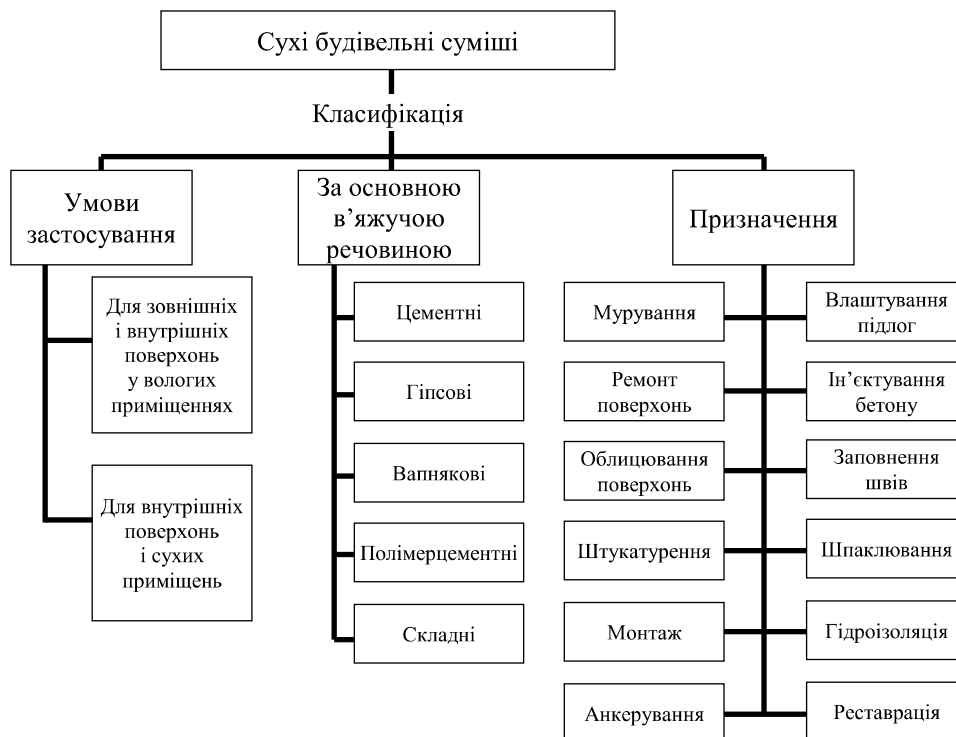 Сухі будівельні суміші
Класифікація
Умови
застосування
Для зовнішніх
і внутрішніх
поверхонь
у вологих
приміщеннях
Для внутрішніх
поверхонь
і сухих
приміщень
За основною
в’яжучою
речовиною
Цементні
Гіпсові
Вапнякові
Полімерцементні
Складні
Призначення
Мурування
Влаштування
підлог
Ремонт
поверхонь
Ін’єктування
бетону
Облицювання
поверхонь
Заповнення
швів
Штукатурення
Шпаклювання
Монтаж
Гідроізоляція
Анкерування
Реставрація